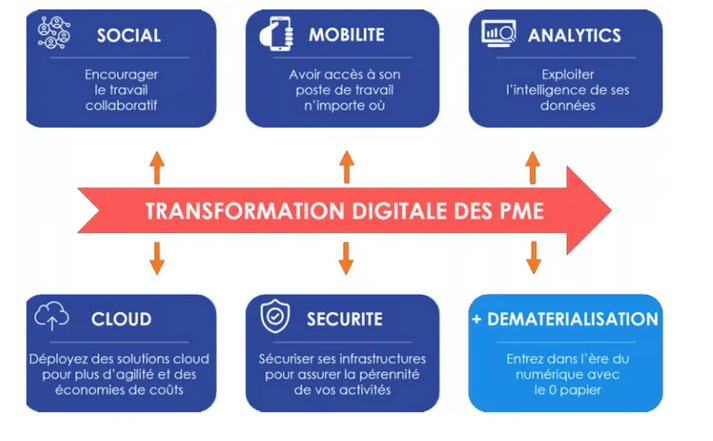 SOCIAL
Encourager
le travail
collaboratif
MOBILITE
Avoir accès à son
poste de travail
n'importe où
ANALYTICS
Exploiter
l'intelligence de ses
données
TRANSFORMATION DIGITALE DES PME
CLOUD
Déployez des solutions cloud
pour plus d'agilité et des
économies de coûts
SECURITE
Sécuriser ses infrastructures
pour assurer la pérennité
de vos activités
+ DEMATERIALISATION
Entrez dans l'ère du
numérique avec
le 0 papier